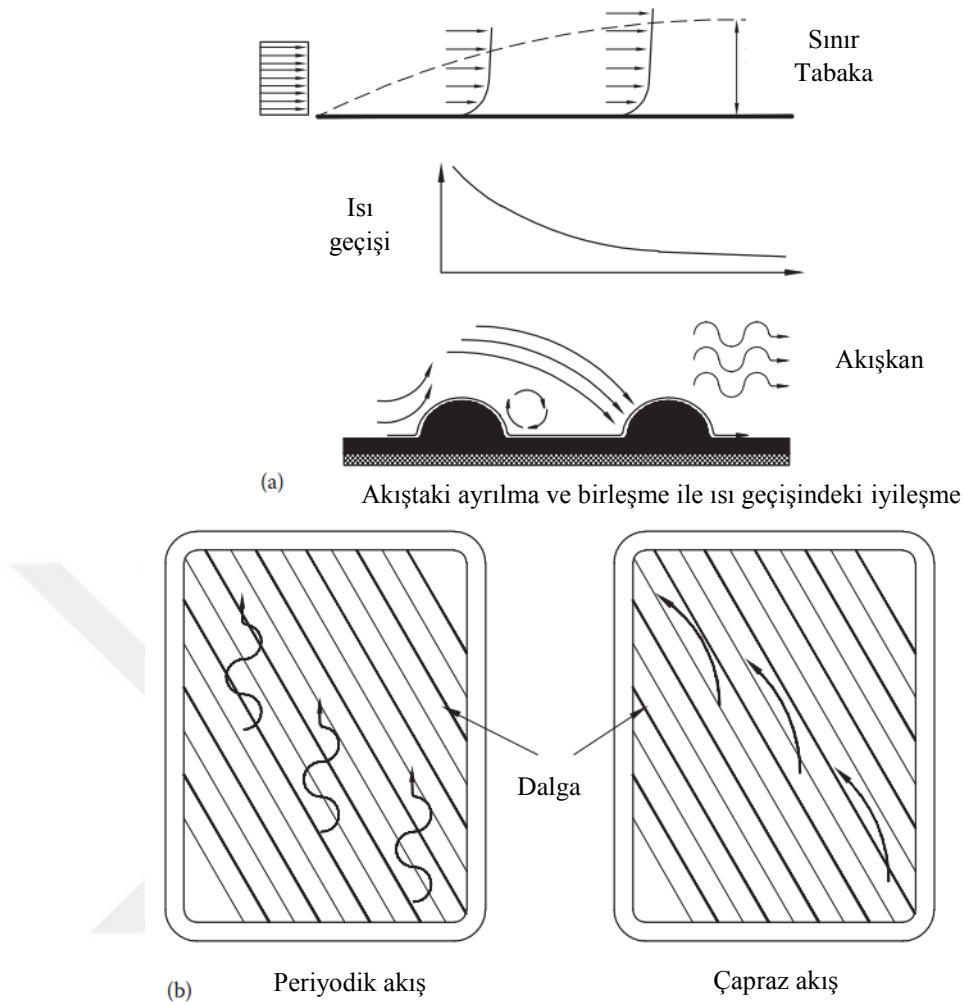 Sınır
Tabaka
Isı
geçişi
Akışkan
(a)
Akıştaki ayrılma ve birleşme ile ısı geçişindeki iyileşme
Dalga
(b)
Periyodik akış
Çapraz akış